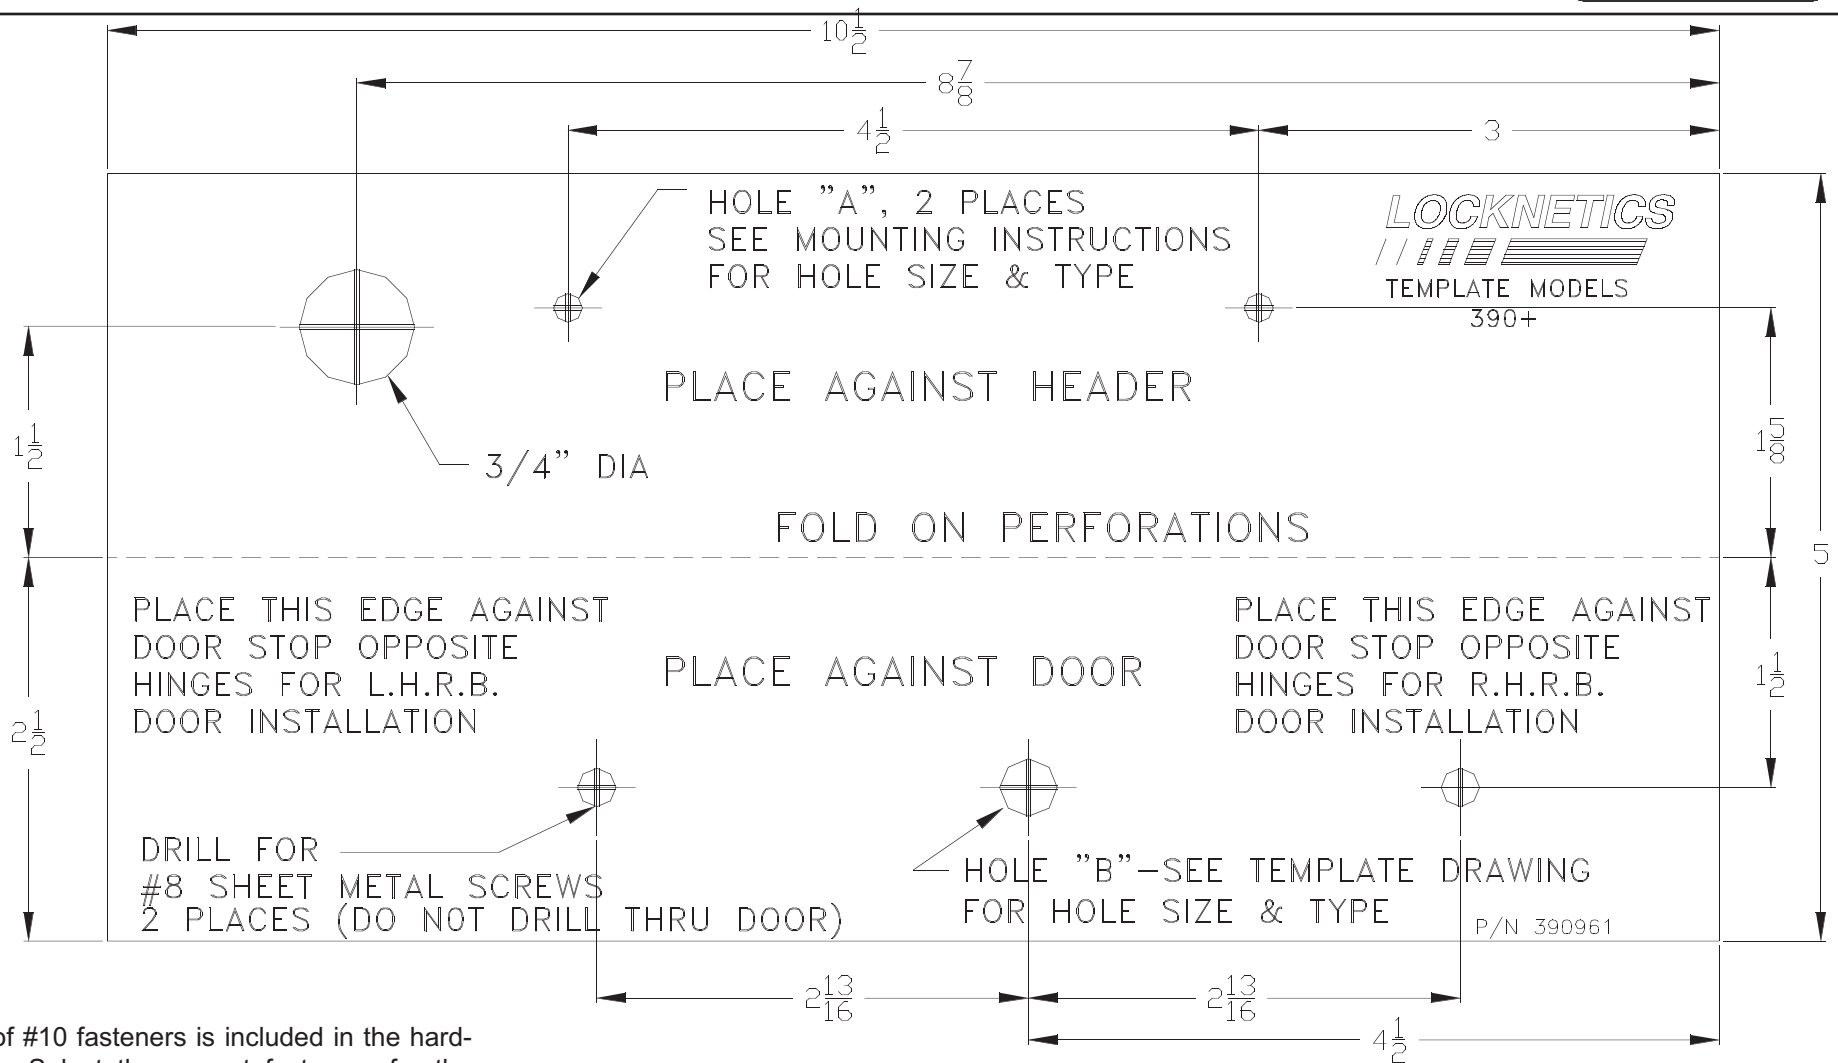 10 1/2
8 7/8
4 1/2
3
HOLE "A", 2 PLACES
SEE MOUNTING INSTRUCTIONS
FOR HOLE SIZE & TYPE
LOCKNETICS
TEMPLATE MODELS
390+
PLACE AGAINST HEADER
1 1/2
3/4" DIA
1 5/8
FOLD ON PERFORATIONS
5
PLACE THIS EDGE AGAINST
DOOR STOP OPPOSITE
HINGES FOR L.H.R.B.
DOOR INSTALLATION
PLACE AGAINST DOOR
PLACE THIS EDGE AGAINST
DOOR STOP OPPOSITE
HINGES FOR R.H.R.B.
DOOR INSTALLATION
1 1/2
2 1/2
DRILL FOR
#8 SHEET METAL SCREWS
2 PLACES (DO NOT DRILL THRU DOOR)
HOLE "B"-SEE TEMPLATE DRAWING
FOR HOLE SIZE & TYPE
P/N 390961
2 13/16
2 13/16
4 1/2
of #10 fasteners is included in the hard-